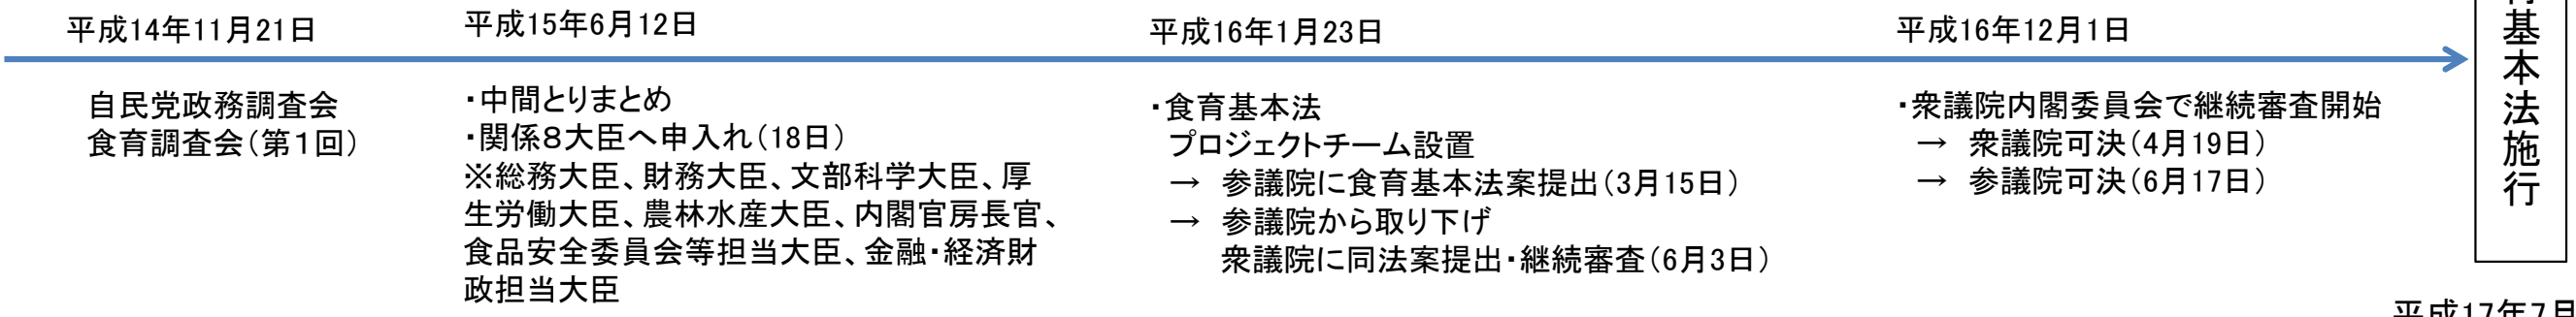 平成14年11月21日
自民党政務調査会
食育調査会（第１回）
平成15年6月12日
・中間とりまとめ
・関係８大臣へ申入れ（18日）
※総務大臣、財務大臣、文部科学大臣、厚
生労働大臣、農林水産大臣、内閣官房長官、
食品安全委員会等担当大臣、金融・経済財
政担当大臣
平成16年1月23日
・食育基本法
プロジェクトチーム設置
→ 参議院に食育基本法案提出（3月15日）
→ 参議院から取り下げ
衆議院に同法案提出・継続審査（6月3日）
平成16年12月1日
・衆議院内閣委員会で継続審査開始
→ 衆議院可決（4月19日）
→ 参議院可決（6月17日）
育基本法施行
平成17年7月